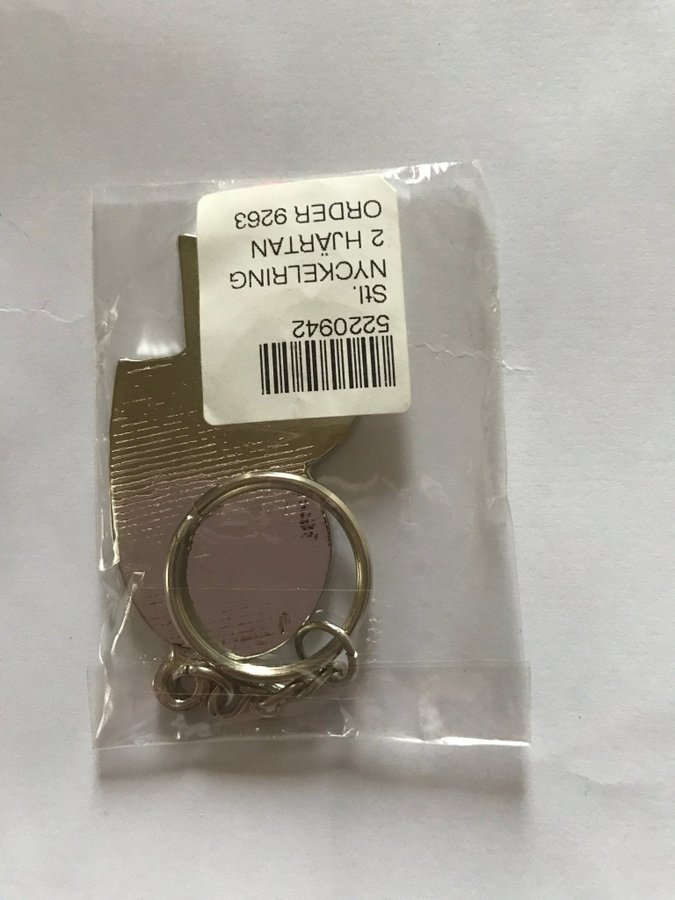 5220942
Stl.
NYCKELRING
2 HJÄRTAN
ORDER 9263